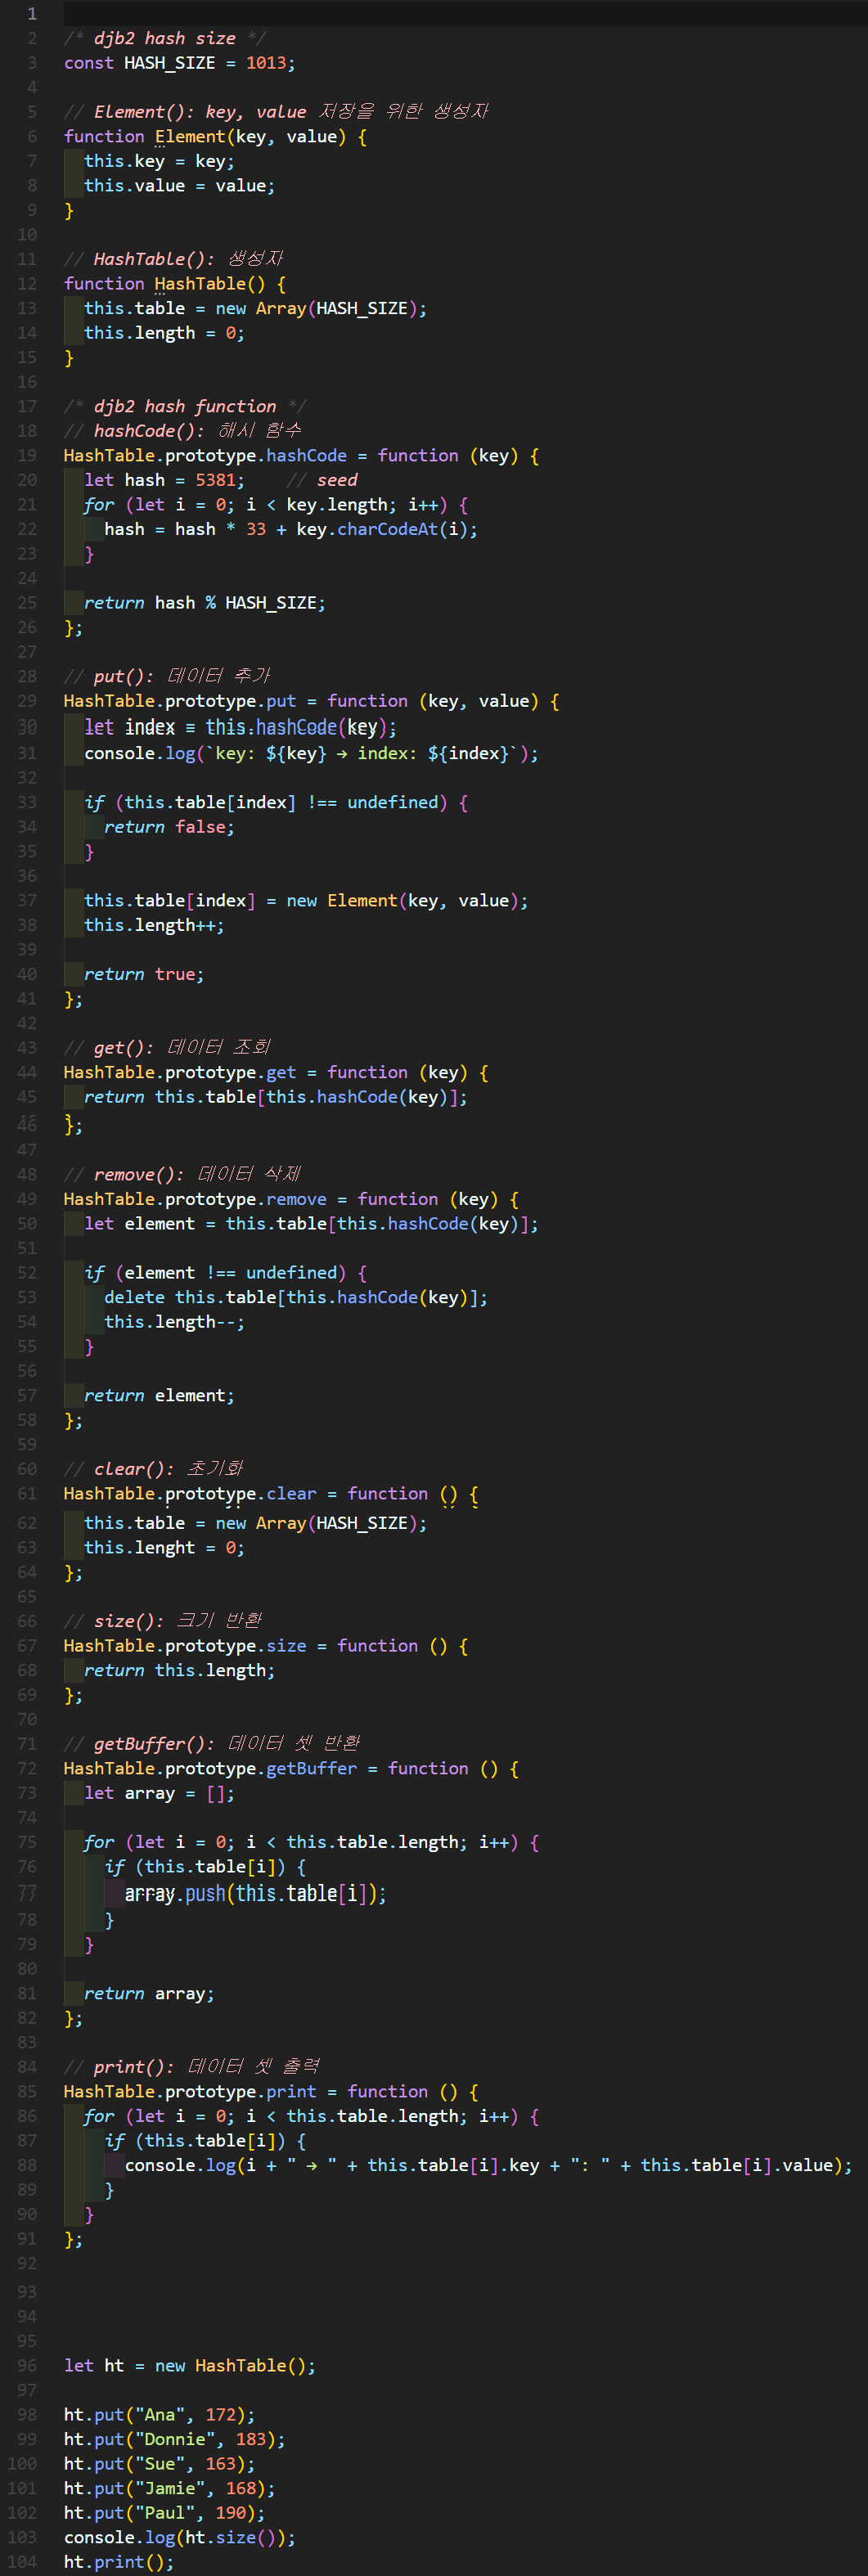 1
2 /* djb2 hash size */
3 const HASH_SIZE = 1013;
4
5 // Element(): key, value 저장을 위한 생성자
6 function Element(key, value) {
7 this.key = key;
8 this.value = value;
9 }
10
11 // HashTable(): 생성자
12 function HashTable() {
13 this.table = new Array(HASH_SIZE);
14 this.length = 0;
15 }
16
17 /* djb2 hash function */
18 // hashCode(): 해시 함수
19 HashTable.prototype.hashCode = function (key) {
20 let hash = 5381; // seed
21 for (let i = 0; i < key.length; i++) {
22 hash = hash * 33 + key.charCodeAt(i);
23 }
24
25 return hash % HASH_SIZE;
26 };
27
28 // put(): 데이터 추가
29 HashTable.prototype.put = function (key, value) {
30 let index = this.hashCode(key);
31 console.log(`key: ${key} → index: ${index}`);
32
33 if (this.table[index] !== undefined) {
34 return false;
35 }
36
37 this.table[index] = new Element(key, value);
38 this.length++;
39
40 return true;
41 };
42
43 // get(): 데이터 조회
44 HashTable.prototype.get = function (key) {
45 return this.table[this.hashCode(key)];
46 };
47
48 // remove(): 데이터 삭제
49 HashTable.prototype.remove = function (key) {
50 let element = this.table[this.hashCode(key)];
51
52 if (element !== undefined) {
53 delete this.table[this.hashCode(key)];
54 this.length--;
55 }
56
57 return element;
58 };
59
60 // clear(): 초기화
61 HashTable.prototype.clear = function () {
62 this.table = new Array(HASH_SIZE);
63 this.lenght = 0;
64 };
65
66 // size(): 크기 반환
67 HashTable.prototype.size = function () {
68 return this.length;
69 };
70
71 // getBuffer(): 데이터 셋 반환
72 HashTable.prototype.getBuffer = function () {
73 let array = [];
74
75 for (let i = 0; i < this.table.length; i++) {
76 if (this.table[i]) {
77 array.push(this.table[i]);
78 }
79 }
80
81 return array;
82 };
83
84 // print(): 데이터 셋 출력
85 HashTable.prototype.print = function () {
86 for (let i = 0; i < this.table.length; i++) {
87 if (this.table[i]) {
88 console.log(i + " → " + this.table[i].key + ": " + this.table[i].value);
89 }
90 }
91 };
92
93
94
95
96 let ht = new HashTable();
97
98 ht.put("Ana", 172);
99 ht.put("Donnie", 183);
100 ht.put("Sue", 163);
101 ht.put("Jamie", 168);
102 ht.put("Paul", 190);
103 console.log(ht.size());
104 ht.print();